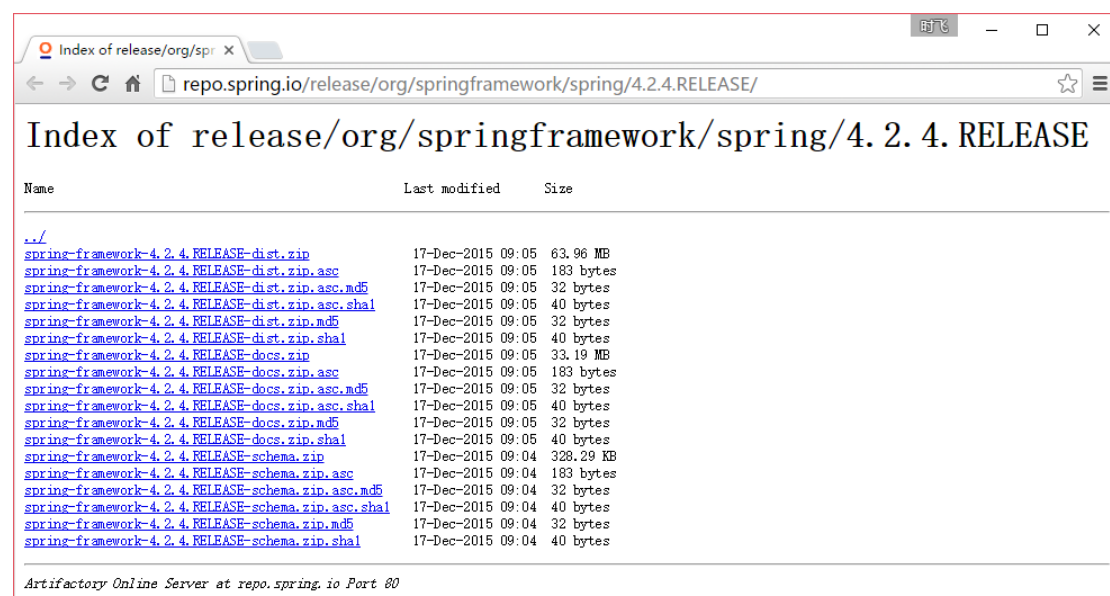 时飞
Index of release/org/spr
repo.spring.io/release/org/springframework/spring/4.2.4.RELEASE/
Index of release/org/springframework/spring/4.2.4.RELEASE
Name Last modified Size
../
spring-framework-4.2.4.RELEASE-dist.zip 17-Dec-2015 09:05 63.96 MB
spring-framework-4.2.4.RELEASE-dist.zip.asc 17-Dec-2015 09:05 183 bytes
spring-framework-4.2.4.RELEASE-dist.zip.asc.md5 17-Dec-2015 09:05 32 bytes
spring-framework-4.2.4.RELEASE-dist.zip.asc.sha1 17-Dec-2015 09:05 40 bytes
spring-framework-4.2.4.RELEASE-dist.zip.md5 17-Dec-2015 09:05 32 bytes
spring-framework-4.2.4.RELEASE-dist.zip.sha1 17-Dec-2015 09:05 40 bytes
spring-framework-4.2.4.RELEASE-docs.zip 17-Dec-2015 09:05 33.19 MB
spring-framework-4.2.4.RELEASE-docs.zip.asc 17-Dec-2015 09:05 183 bytes
spring-framework-4.2.4.RELEASE-docs.zip.asc.md5 17-Dec-2015 09:05 32 bytes
spring-framework-4.2.4.RELEASE-docs.zip.asc.sha1 17-Dec-2015 09:05 40 bytes
spring-framework-4.2.4.RELEASE-docs.zip.md5 17-Dec-2015 09:05 32 bytes
spring-framework-4.2.4.RELEASE-docs.zip.sha1 17-Dec-2015 09:05 40 bytes
spring-framework-4.2.4.RELEASE-schema.zip 17-Dec-2015 09:04 328.29 KB
spring-framework-4.2.4.RELEASE-schema.zip.asc 17-Dec-2015 09:04 183 bytes
spring-framework-4.2.4.RELEASE-schema.zip.asc.md5 17-Dec-2015 09:04 32 bytes
spring-framework-4.2.4.RELEASE-schema.zip.asc.sha1 17-Dec-2015 09:04 40 bytes
spring-framework-4.2.4.RELEASE-schema.zip.md5 17-Dec-2015 09:04 32 bytes
spring-framework-4.2.4.RELEASE-schema.zip.sha1 17-Dec-2015 09:04 40 bytes
Artifactory Online Server at repo.spring.io Port 80